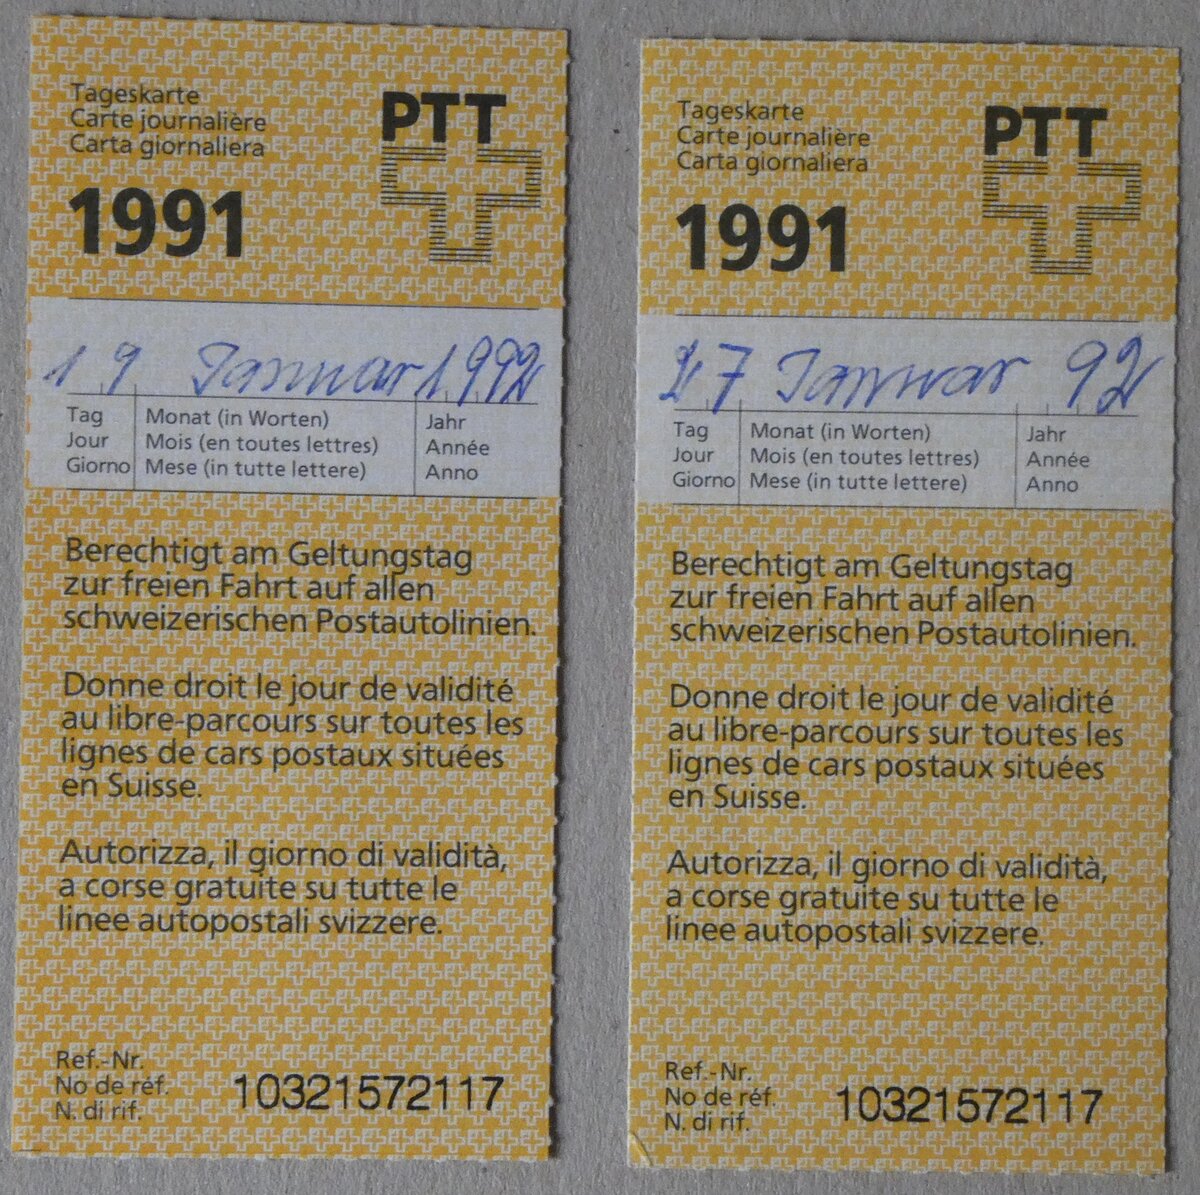 Tageskarte
Carte journalière
Carta giornaliera
PTT
1991
19 Januar 1992
Tag Monat (in Worten) Jahr
Jour Mois (en toutes lettres) Année
Giorno Mese (in tutte lettere) Anno
Berechtigt am Geltungstag
zur freien Fahrt auf allen
schweizerischen Postautolinien.
Donne droit le jour de validité
au libre-parcours sur toutes les
lignes de cars postaux situées
en Suisse.
Autorizza, il giorno di validità,
a corse gratuite su tutte le
linee autopostali svizzere.
Ref.-Nr.
No de réf. 10321572117
N. di rif.
Tageskarte
Carte journalière
Carta giornaliera
PTT
1991
27 Januar 92
Tag Monat (in Worten) Jahr
Jour Mois (en toutes lettres) Année
Giorno Mese (in tutte lettere) Anno
Berechtigt am Geltungstag
zur freien Fahrt auf allen
schweizerischen Postautolinien.
Donne droit le jour de validité
au libre-parcours sur toutes les
lignes de cars postaux situées
en Suisse.
Autorizza, il giorno di validità,
a corse gratuite su tutte le
linee autopostali svizzere.
Ref.-Nr.
No de réf. 10321572117
N. di rif.